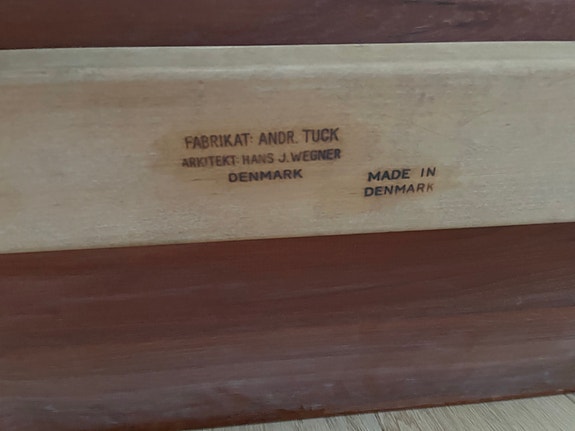 FABRIKAT: ANDR. TUCK
ARKITEKT: HANS J. WEGNER
DENMARK
MADE IN
DENMARK